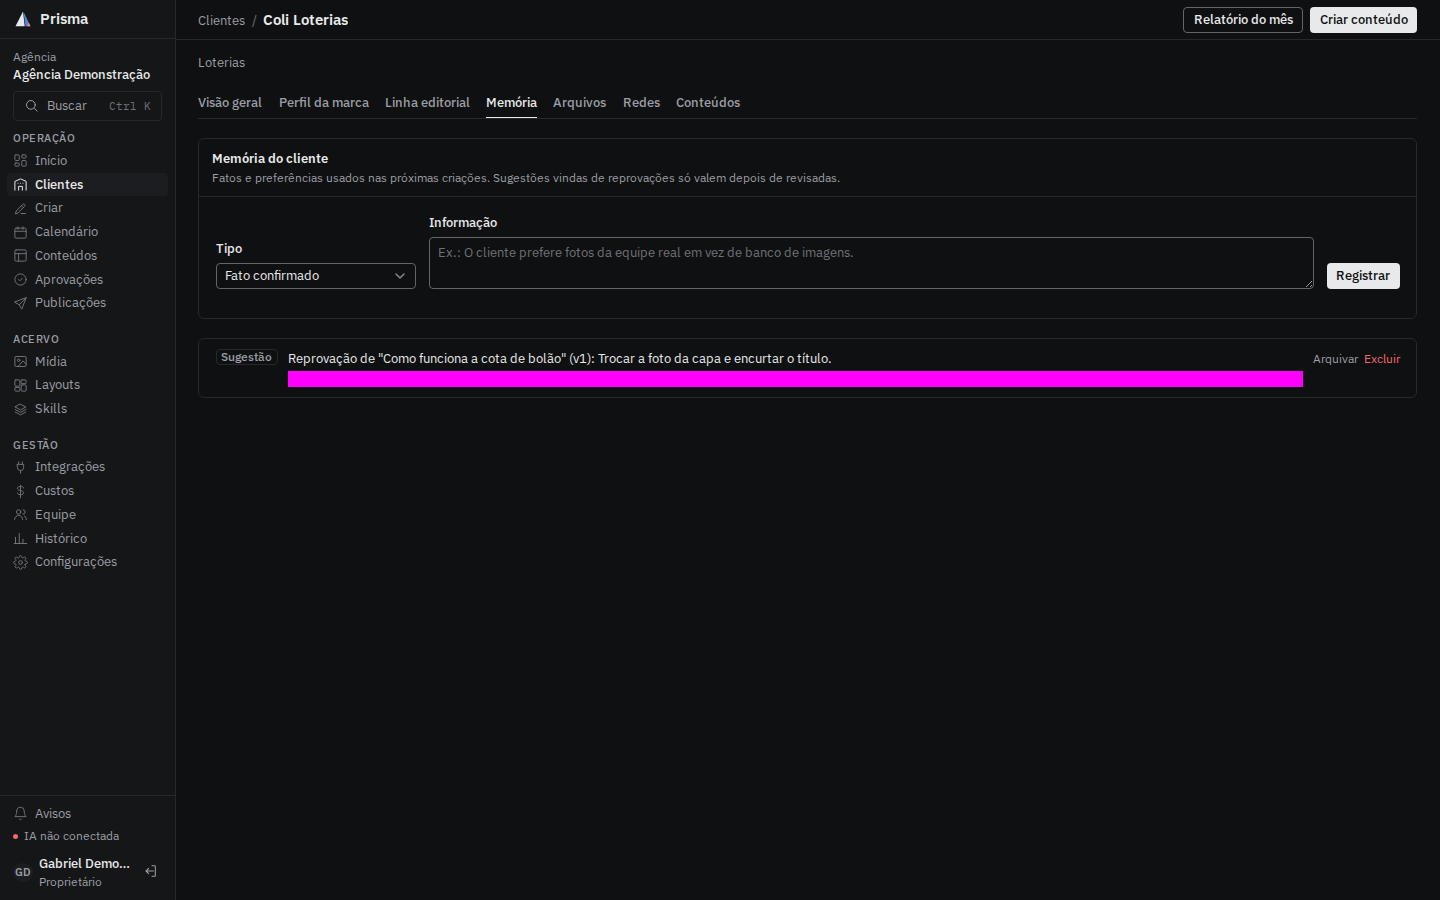 Prisma
Clientes / Coli Loterias
Relatório do mês
Criar conteúdo
Agência
Agência Demonstração
Buscar Ctrl K
OPERAÇÃO
Início
Clientes
Criar
Calendário
Conteúdos
Aprovações
Publicações
ACERVO
Mídia
Layouts
Skills
GESTÃO
Integrações
Custos
Equipe
Histórico
Configurações
Avisos
IA não conectada
GD
Gabriel Demo...
Proprietário
Loterias
Visão geral Perfil da marca Linha editorial Memória Arquivos Redes Conteúdos
Memória do cliente
Fatos e preferências usados nas próximas criações. Sugestões vindas de reprovações só valem depois de revisadas.
Tipo
Fato confirmado
Informação
Ex.: O cliente prefere fotos da equipe real em vez de banco de imagens.
Registrar
Sugestão Reprovação de "Como funciona a cota de bolão" (v1): Trocar a foto da capa e encurtar o título. Arquivar Excluir